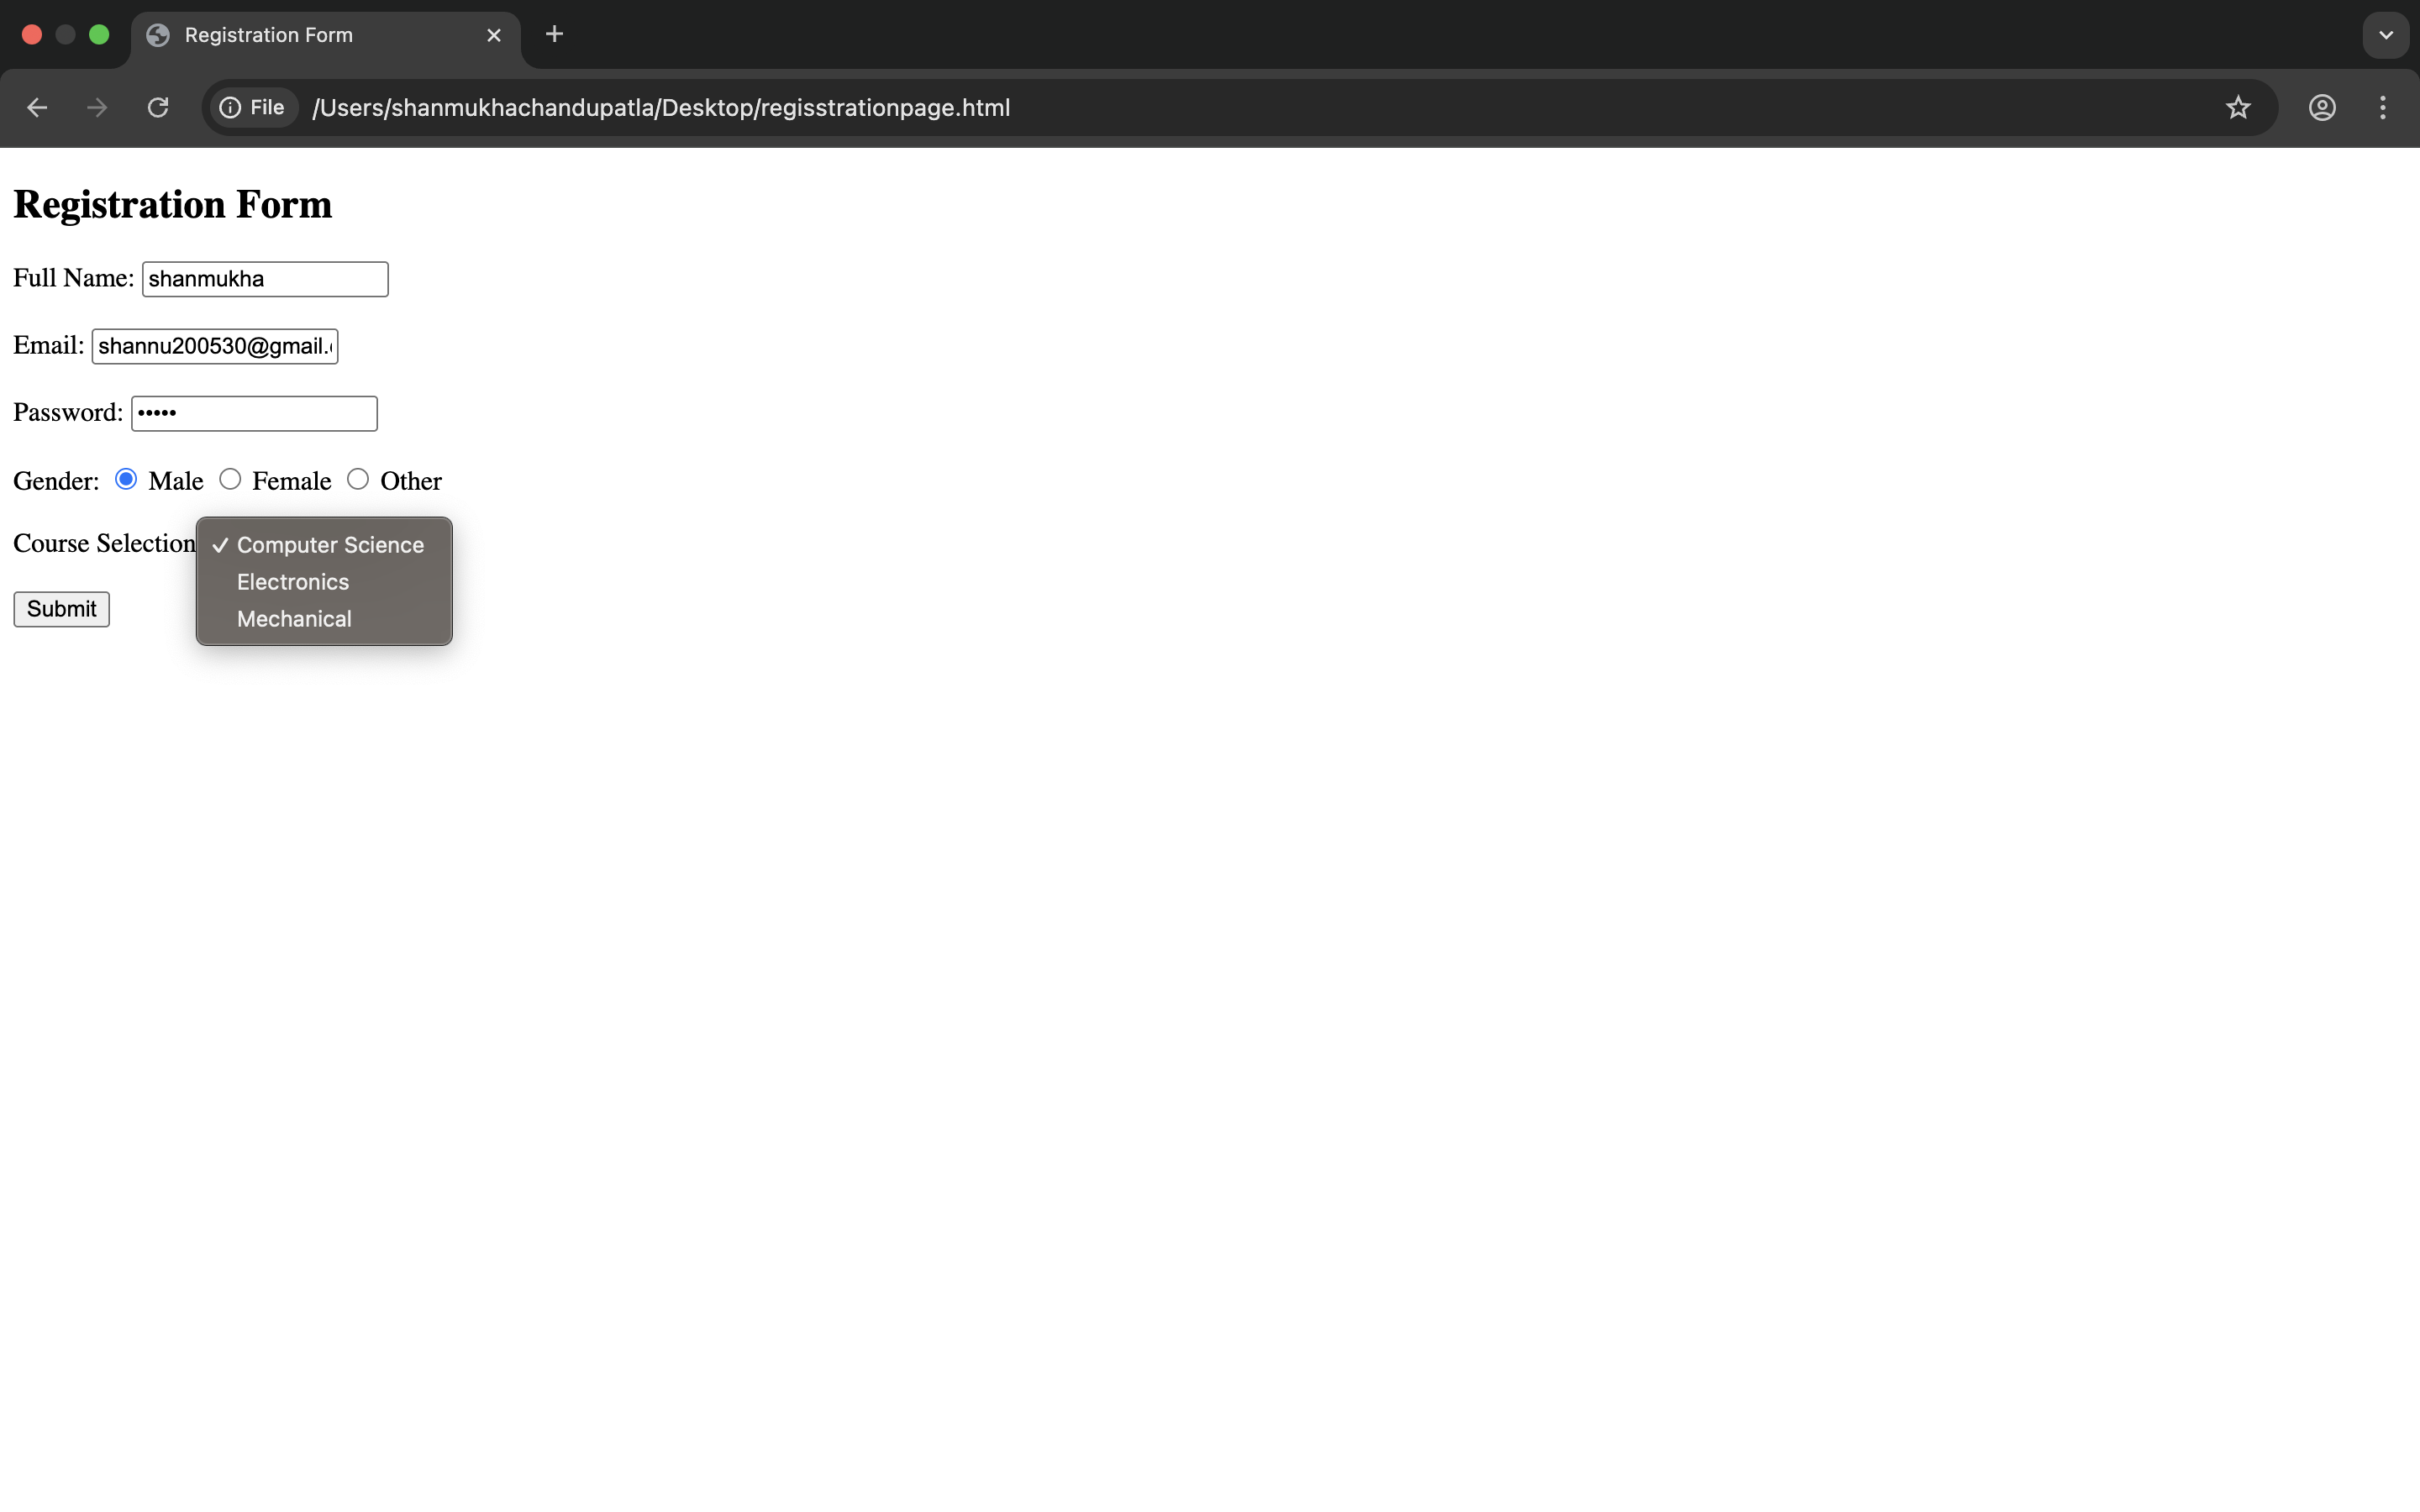 Registration Form
File /Users/shanmukhachandupatla/Desktop/regisstrationpage.html
Registration Form
Full Name: shanmukha
Email: shannu200530@gmail.
Password: •••••
Gender: Male Female Other
Course Selection ✓ Computer Science
Electronics
Mechanical
Submit